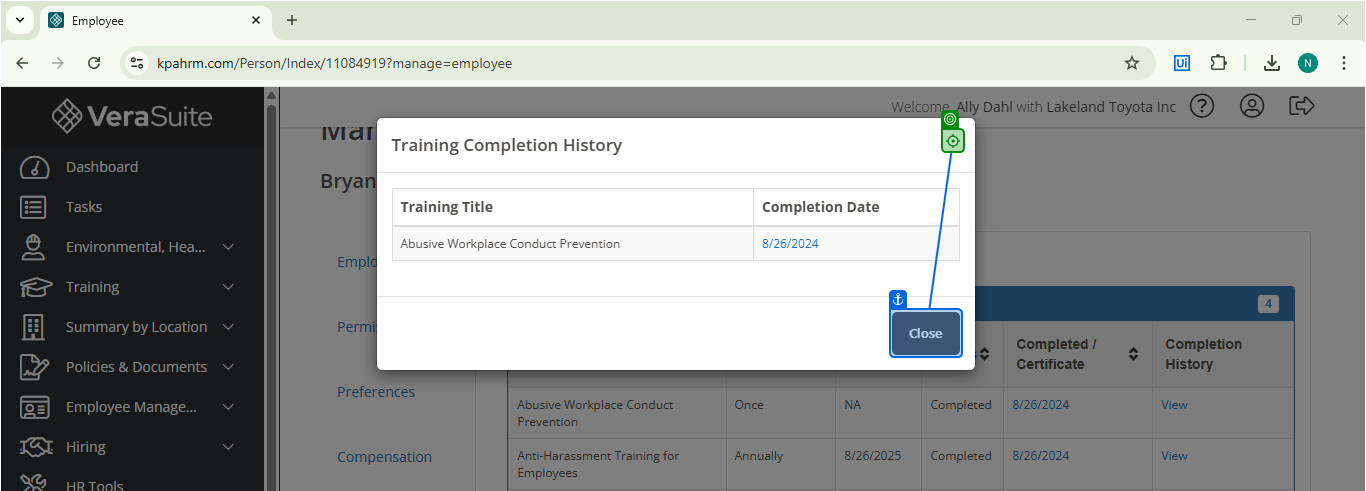 Employee
kpahrm.com/Person/Index/11084919?manage=employee
Ui
N
VeraSuite
Welcome, Ally Dahl with Lakeland Toyota Inc
Dashboard
Tasks
Environmental, Hea...
Training
Summary by Location
Policies & Documents
Employee Manage...
Hiring
HR Tools
Bryan
Preferences
Compensation
Training Completion History
Training Title Completion Date
Abusive Workplace Conduct Prevention 8/26/2024
Close
4
Completed / Certificate Completion History
Abusive Workplace Conduct Prevention Once NA Completed 8/26/2024 View
Anti-Harassment Training for Employees Annually 8/26/2025 Completed 8/26/2024 View